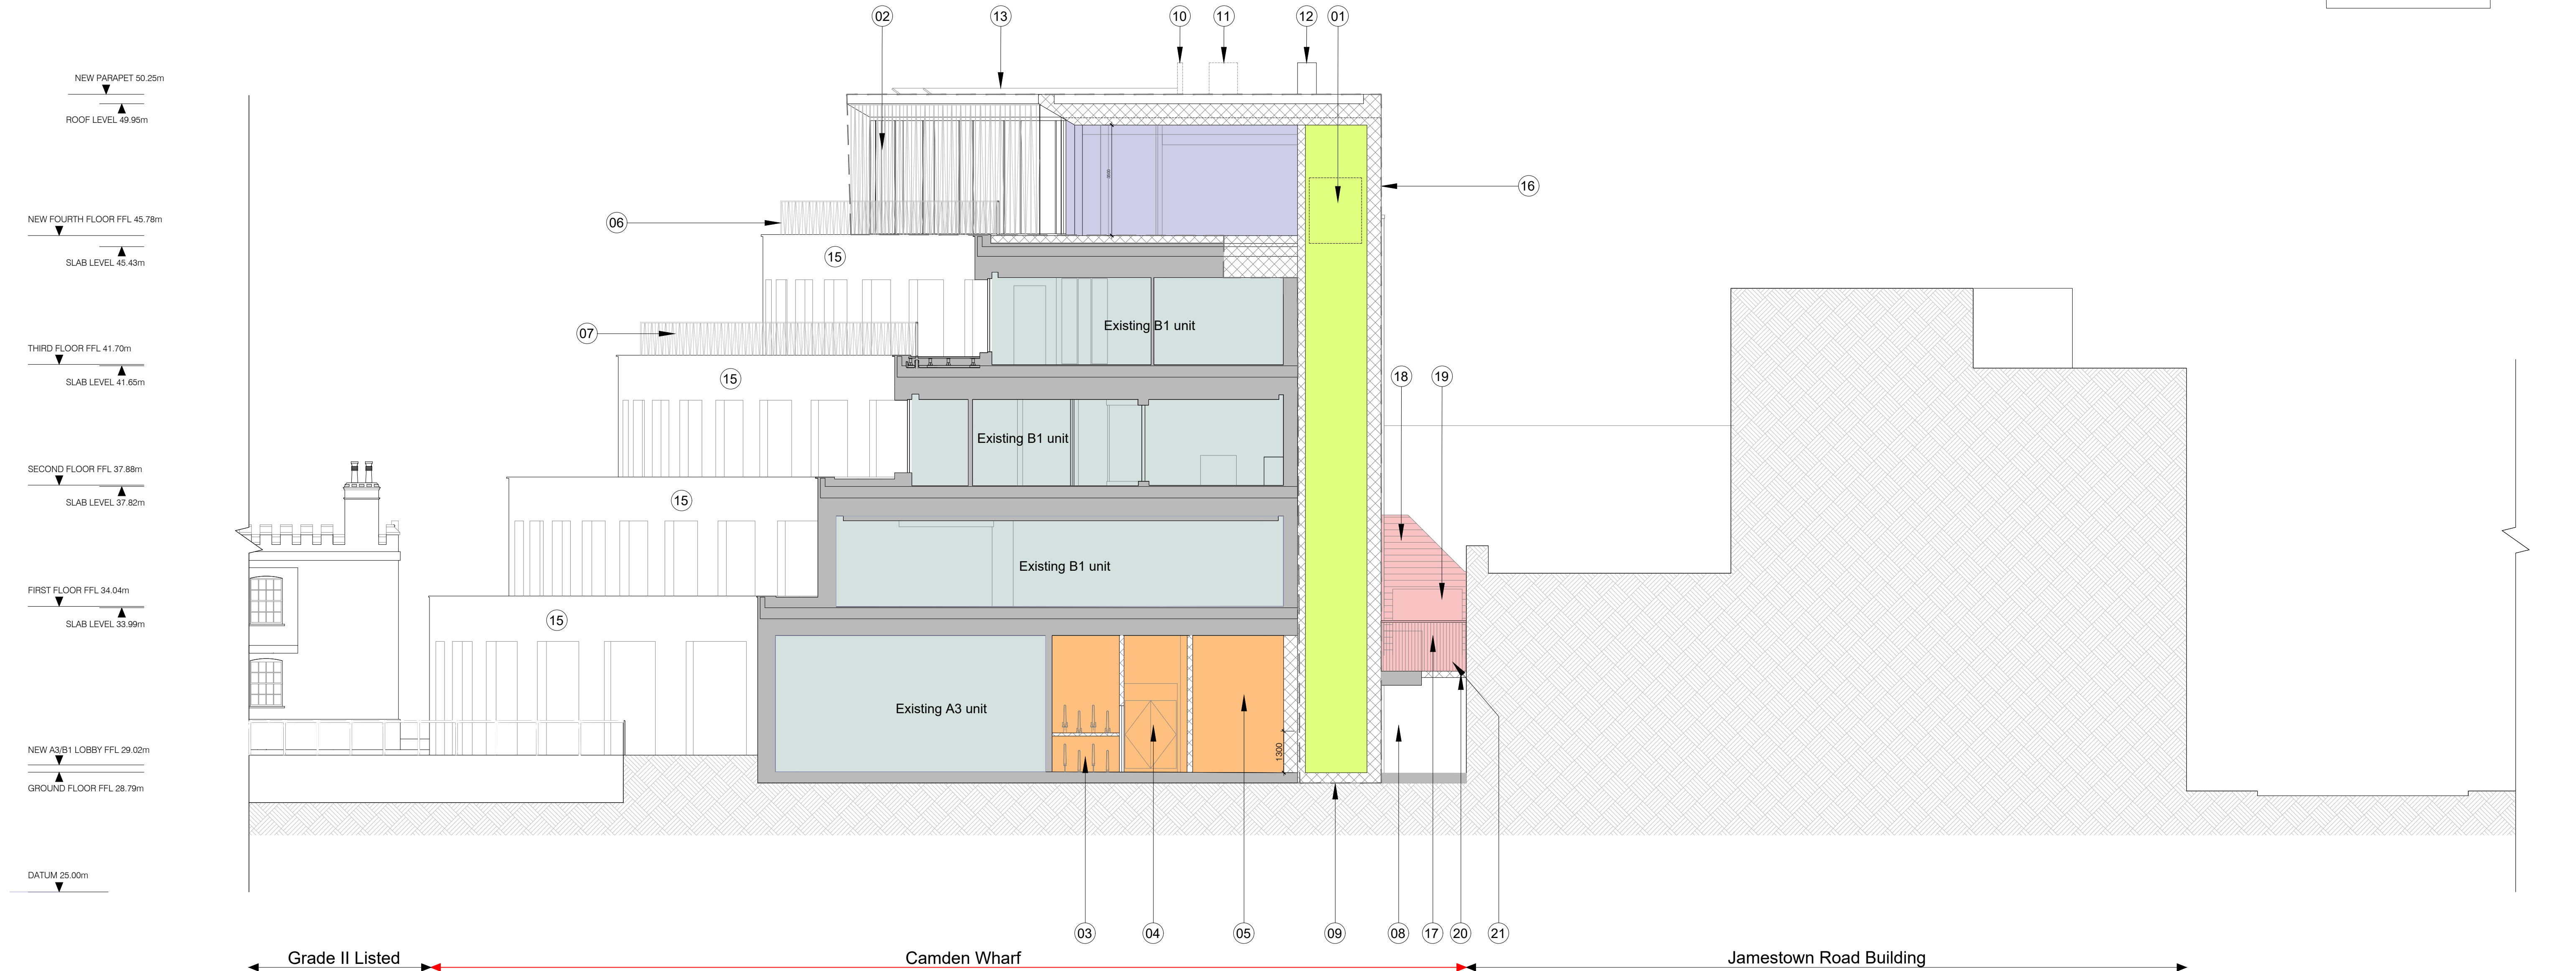 02
13
10
11
12
01
NEW PARAPET 50.25m
ROOF LEVEL 49.95m
16
NEW FOURTH FLOOR FFL 45.78m
06
15
SLAB LEVEL 45.43m
Existing B1 unit
07
THIRD FLOOR FFL 41.70m
15
18
19
SLAB LEVEL 41.65m
Existing B1 unit
SECOND FLOOR FFL 37.88m
15
SLAB LEVEL 37.82m
Existing B1 unit
FIRST FLOOR FFL 34.04m
15
SLAB LEVEL 33.99m
Existing A3 unit
NEW A3/B1 LOBBY FFL 29.02m
1300
GROUND FLOOR FFL 28.79m
DATUM 25.00m
03
04
05
09
08
17
20
21
Grade II Listed
Camden Wharf
Jamestown Road Building